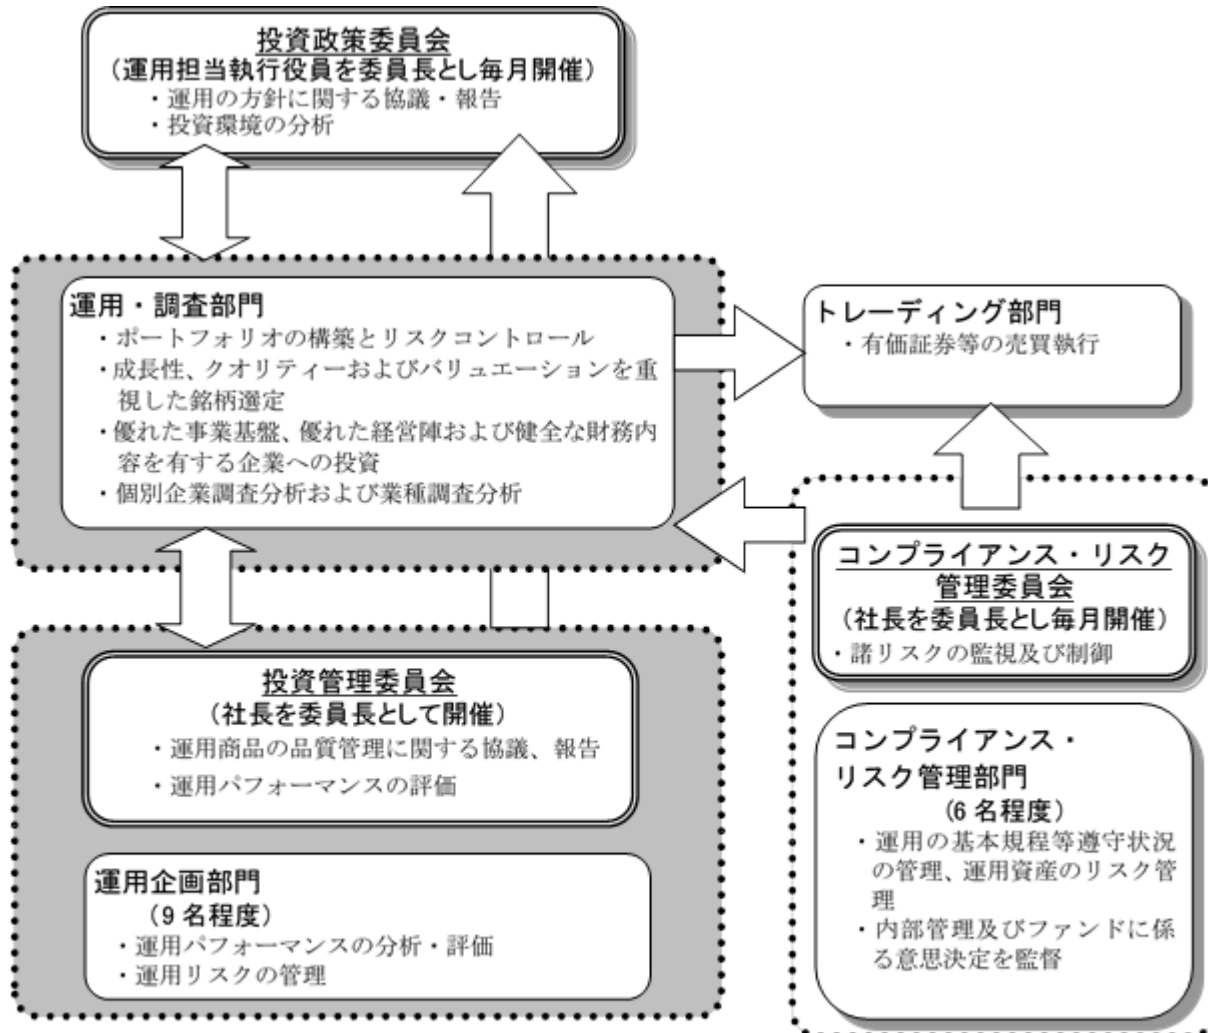 投資政策委員会
（運用担当執行役員を委員長とし毎月開催）
・運用の方針に関する協議・報告
・投資環境の分析
運用・調査部門
・ポートフォリオの構築とリスクコントロール
・成長性、クオリティーおよびバリュエーションを重
視した銘柄選定
・優れた事業基盤、優れた経営陣および健全な財務内
容を有する企業への投資
・個別企業調査分析および業種調査分析
トレーディング部門
・有価証券等の売買執行
コンプライアンス・リスク
管理委員会
（社長を委員長とし毎月開催）
・諸リスクの監視及び制御
投資管理委員会
（社長を委員長として開催）
・運用商品の品質管理に関する協議、報告
・運用パフォーマンスの評価
コンプライアンス・
リスク管理部門
（6 名程度）
・運用の基本規程等遵守状況
の管理、運用資産のリスク管
理
・内部管理及びファンドに係
る意思決定を監督
運用企画部門
（9 名程度）
・運用パフォーマンスの分析・評価
・運用リスクの管理